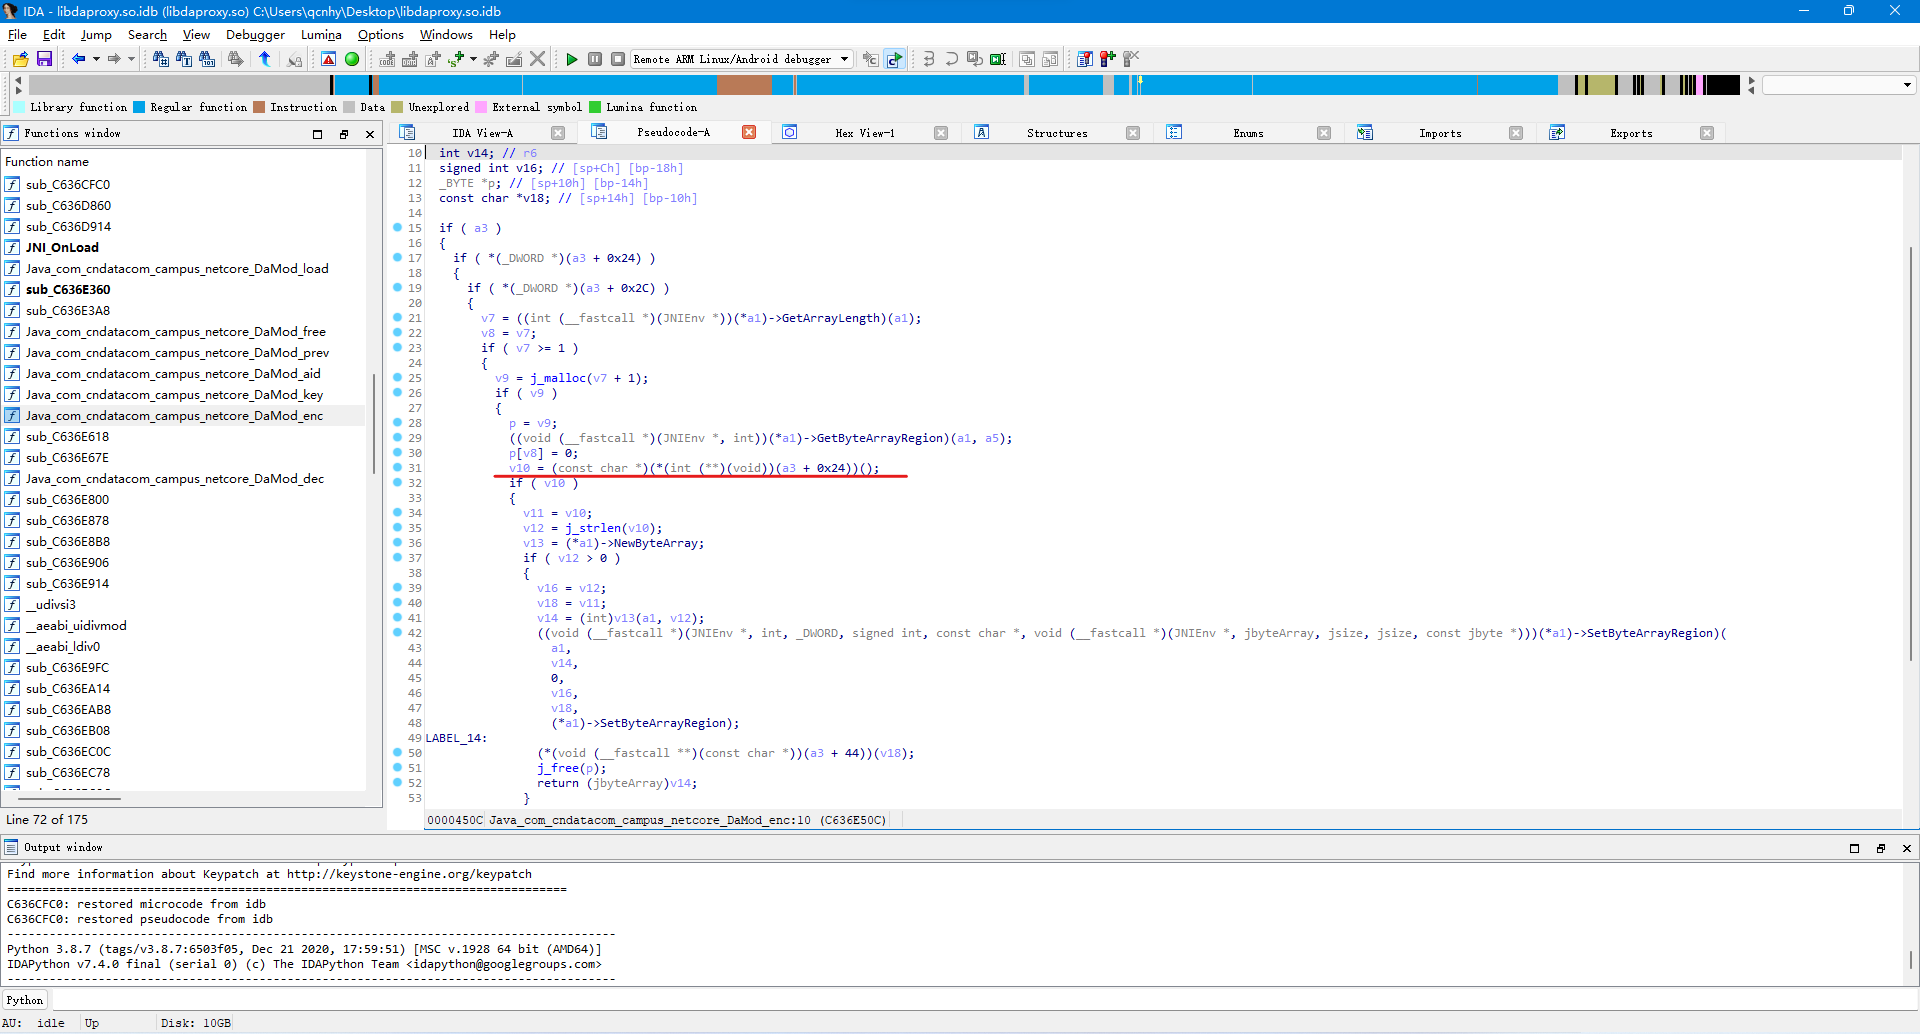 IDA - libdaproxy.so.idb (libdaproxy.so) C:\Users\qcnhy\Desktop\libdaproxy.so.idb
File Edit Jump Search View Debugger Lumina Options Windows Help
Remote ARM Linux/Android debugger
Library function Regular function Instruction Data Unexplored External symbol Lumina function
Functions window
IDA View-A Pseudocode-A Hex View-1 Structures Enums Imports Exports
Function name
sub_C636CFC0
sub_C636D860
sub_C636D914
JNI_OnLoad
Java_com_cndatacom_campus_netcore_DaMod_load
sub_C636E360
sub_C636E3A8
Java_com_cndatacom_campus_netcore_DaMod_free
Java_com_cndatacom_campus_netcore_DaMod_prev
Java_com_cndatacom_campus_netcore_DaMod_aid
Java_com_cndatacom_campus_netcore_DaMod_key
Java_com_cndatacom_campus_netcore_DaMod_enc
sub_C636E618
sub_C636E67E
Java_com_cndatacom_campus_netcore_DaMod_dec
sub_C636E800
sub_C636E878
sub_C636E8B8
sub_C636E906
sub_C636E914
__udivsi3
__aeabi_uidivmod
__aeabi_ldiv0
sub_C636E9FC
sub_C636EA14
sub_C636EAB8
sub_C636EB08
sub_C636EC0C
sub_C636EC78
Line 72 of 175
10 int v14; // r6
11 signed int v16; // [sp+Ch] [bp-18h]
12 _BYTE *p; // [sp+10h] [bp-14h]
13 const char *v18; // [sp+14h] [bp-10h]
14
15 if ( a3 )
16 {
17 if ( *(_DWORD *)(a3 + 0x24) )
18 {
19 if ( *(_DWORD *)(a3 + 0x2C) )
20 {
21 v7 = ((int (__fastcall *)(JNIEnv *))(*a1)->GetArrayLength)(a1);
22 v8 = v7;
23 if ( v7 >= 1 )
24 {
25 v9 = j_malloc(v7 + 1);
26 if ( v9 )
27 {
28 p = v9;
29 ((void (__fastcall *)(JNIEnv *, int))(*a1)->GetByteArrayRegion)(a1, a5);
30 p[v8] = 0;
31 v10 = (const char *)(*(int (**)(void))(a3 + 0x24))();
32 if ( v10 )
33 {
34 v11 = v10;
35 v12 = j_strlen(v10);
36 v13 = (*a1)->NewByteArray;
37 if ( v12 > 0 )
38 {
39 v16 = v12;
40 v18 = v11;
41 v14 = (int)v13(a1, v12);
42 ((void (__fastcall *)(JNIEnv *, int, _DWORD, signed int, const char *, void (__fastcall *)(JNIEnv *, jbyteArray, jsize, jsize, const jbyte *)))(*a1)->SetByteArrayRegion)(
43 a1,
44 v14,
45 0,
46 v16,
47 v18,
48 (*a1)->SetByteArrayRegion);
49 LABEL_14:
50 (*(void (__fastcall **)(const char *))(a3 + 44))(v18);
51 j_free(p);
52 return (jbyteArray)v14;
53 }
0000450C Java_com_cndatacom_campus_netcore_DaMod_enc:10 (C636E50C)
Output window
Find more information about Keypatch at http://keystone-engine.org/keypatch
================================================================================
C636CFC0: restored microcode from idb
C636CFC0: restored pseudocode from idb
---------------------------------------------------------------------------------------
Python 3.8.7 (tags/v3.8.7:6503f05, Dec 21 2020, 17:59:51) [MSC v.1928 64 bit (AMD64)]
IDAPython v7.4.0 final (serial 0) (c) The IDAPython Team <idapython@googlegroups.com>
---------------------------------------------------------------------------------------
Python
AU: idle Up Disk: 10GB